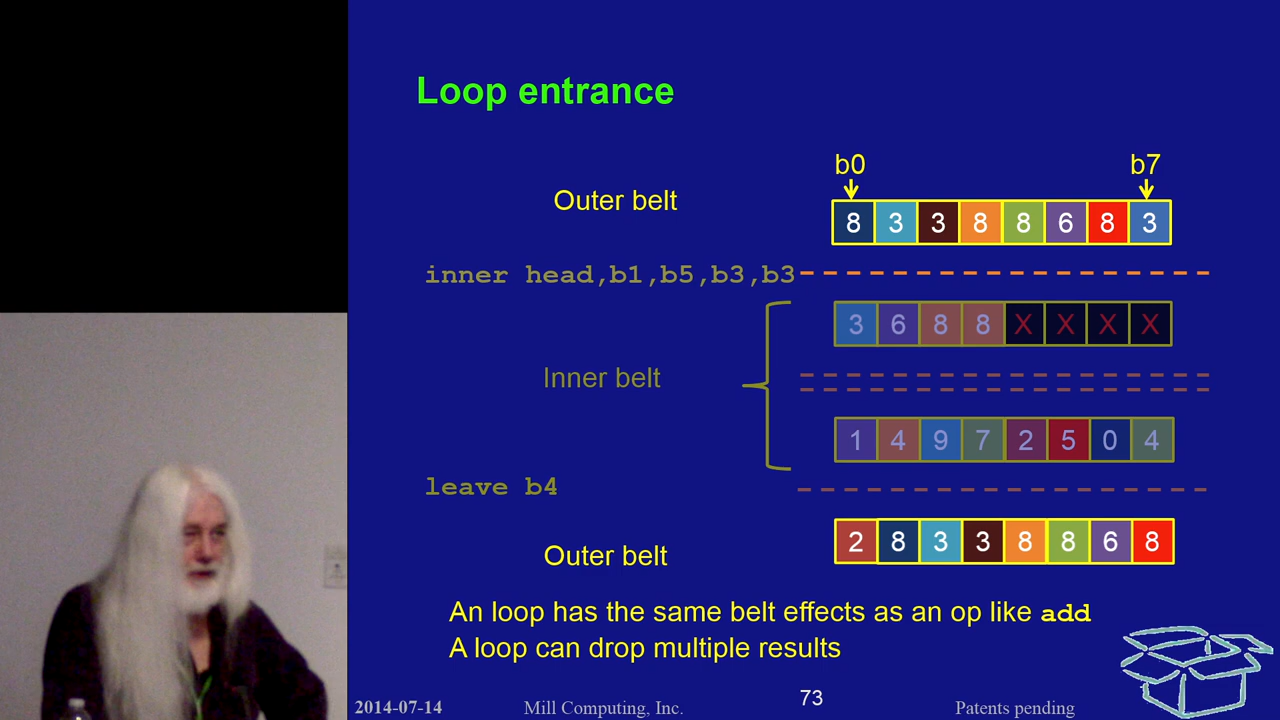 Loop entrance
b0 b7
Outer belt 8 3 3 8 8 6 8 3
inner head,b1,b5,b3,b3
3 6 8 8 X X X X
Inner belt
1 4 9 7 2 5 0 4
leave b4
Outer belt 2 8 3 3 8 8 6 8
An loop has the same belt effects as an op like add
A loop can drop multiple results
2014-07-14 Mill Computing, Inc. 73 Patents pending